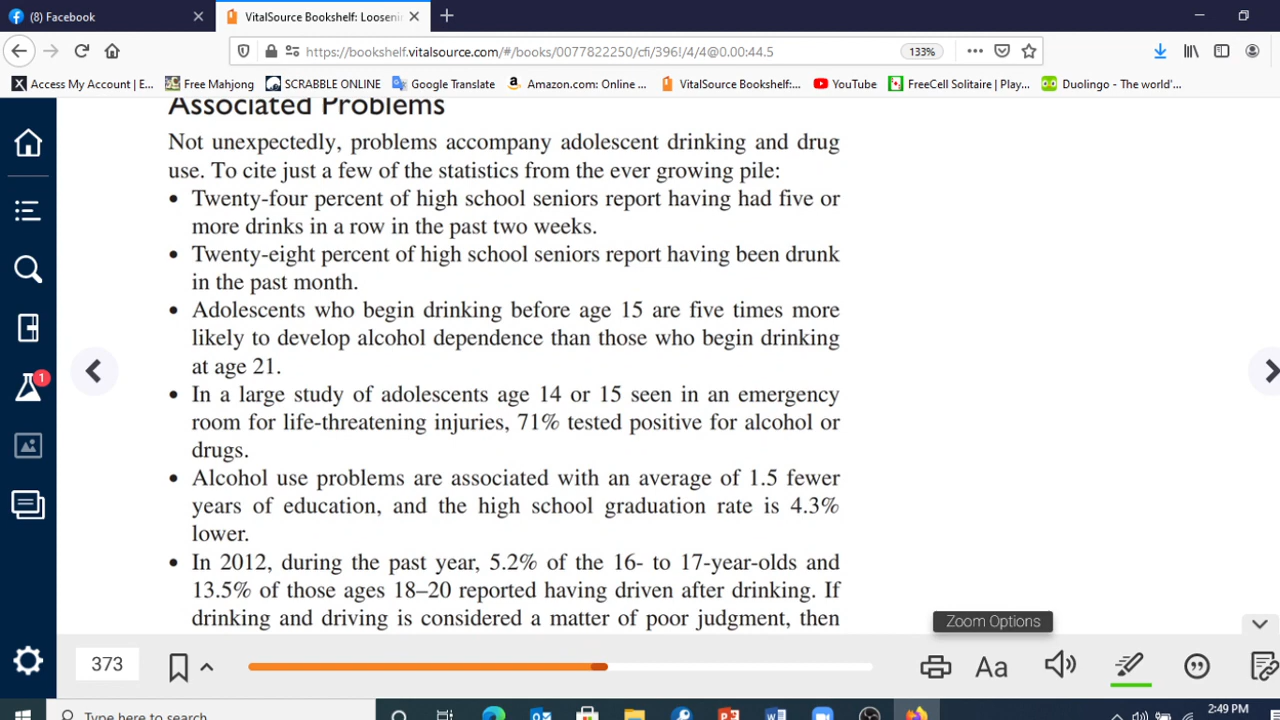 (8) Facebook
VitalSource Bookshelf: Loosenin
https://bookshelf.vitalsource.com/#/books/0077822250/cfi/396!/4/4@0.00:44.5
133%
Access My Account | E...
Free Mahjong
SCRABBLE ONLINE
Google Translate
Amazon.com: Online ...
VitalSource Bookshelf:...
YouTube
FreeCell Solitaire | Play...
Duolingo - The world'...
Associated Problems
Not unexpectedly, problems accompany adolescent drinking and drug
use. To cite just a few of the statistics from the ever growing pile:
• Twenty-four percent of high school seniors report having had five or
more drinks in a row in the past two weeks.
• Twenty-eight percent of high school seniors report having been drunk
in the past month.
• Adolescents who begin drinking before age 15 are five times more
likely to develop alcohol dependence than those who begin drinking
at age 21.
• In a large study of adolescents age 14 or 15 seen in an emergency
room for life-threatening injuries, 71% tested positive for alcohol or
drugs.
• Alcohol use problems are associated with an average of 1.5 fewer
years of education, and the high school graduation rate is 4.3%
lower.
• In 2012, during the past year, 5.2% of the 16- to 17-year-olds and
13.5% of those ages 18–20 reported having driven after drinking. If
drinking and driving is considered a matter of poor judgment, then
1
Zoom Options
373
Aa
Type here to search
2:49 PM